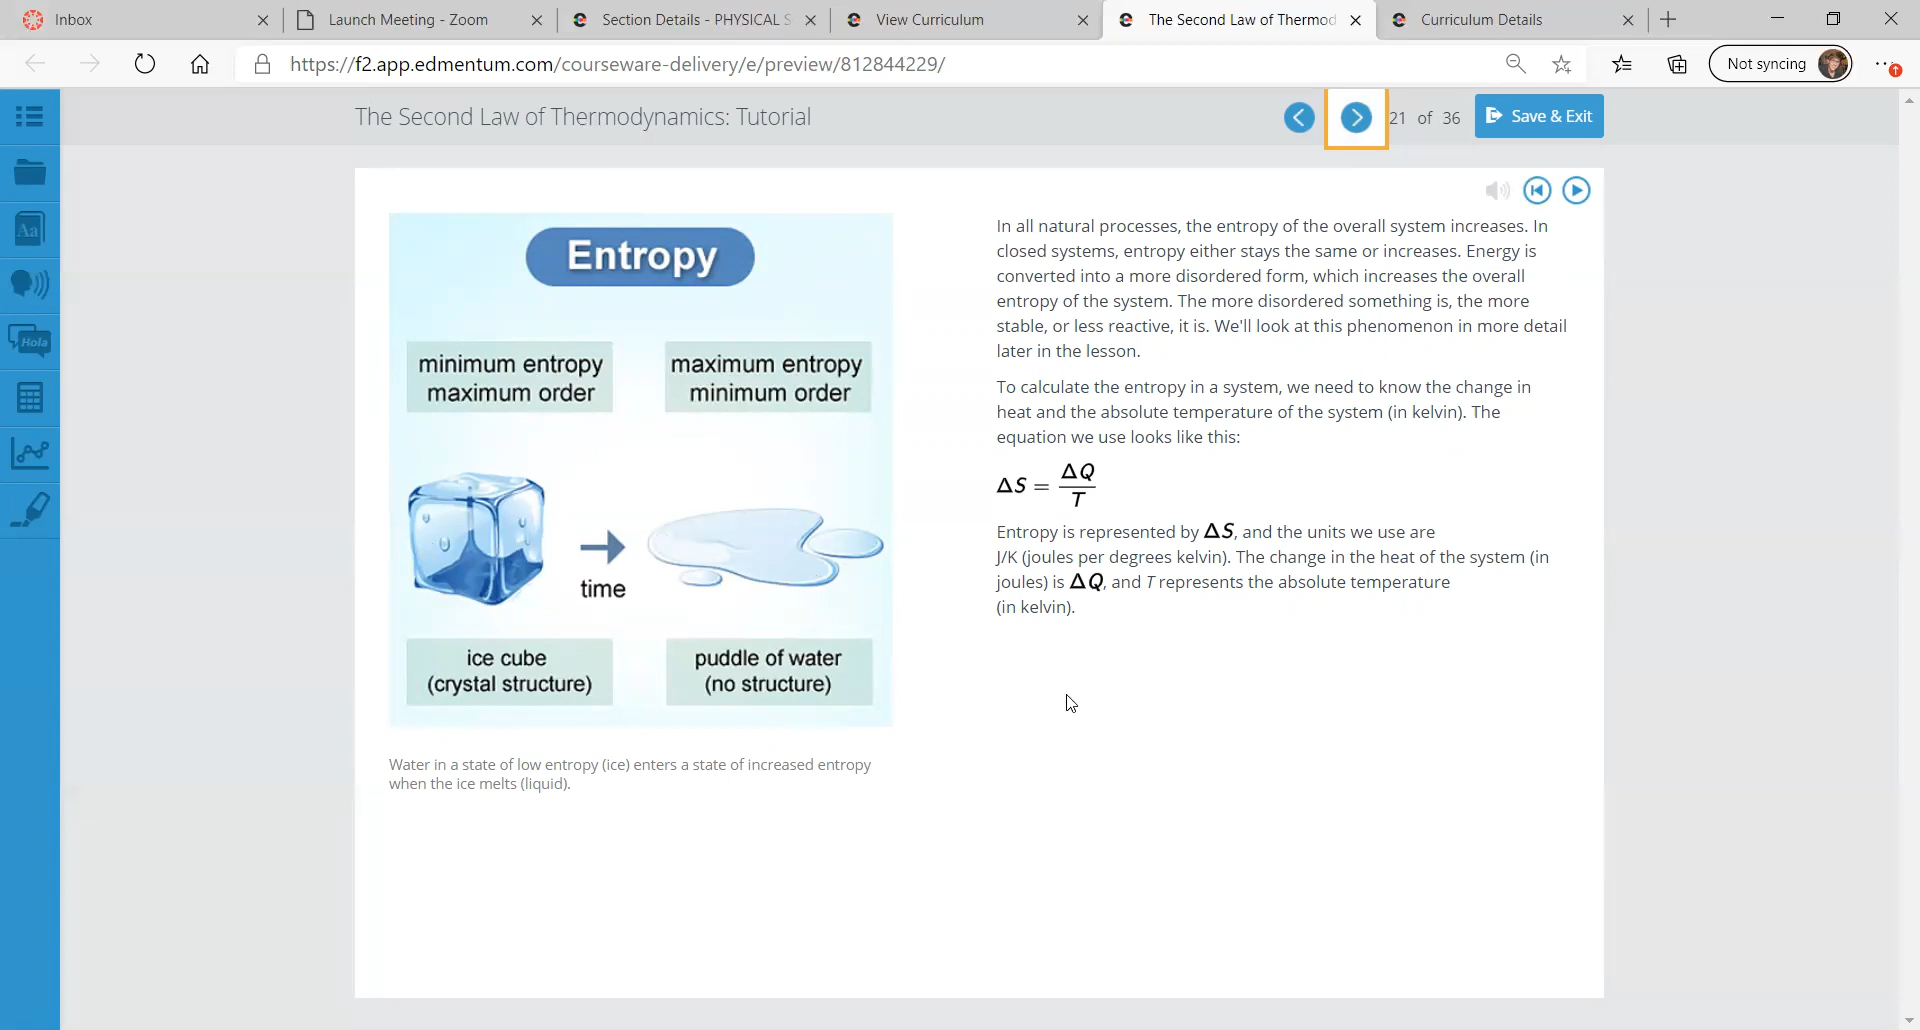 Inbox
Launch Meeting - Zoom
Section Details - PHYSICAL S
View Curriculum
The Second Law of Thermod
Curriculum Details
https://f2.app.edmentum.com/courseware-delivery/e/preview/812844229/
Not syncing
The Second Law of Thermodynamics: Tutorial
21 of 36
Save & Exit
Aa
Hola
Entropy
minimum entropy
maximum order
maximum entropy
minimum order
time
ice cube
(crystal structure)
puddle of water
(no structure)
Water in a state of low entropy (ice) enters a state of increased entropy
when the ice melts (liquid).
In all natural processes, the entropy of the overall system increases. In
closed systems, entropy either stays the same or increases. Energy is
converted into a more disordered form, which increases the overall
entropy of the system. The more disordered something is, the more
stable, or less reactive, it is. We'll look at this phenomenon in more detail
later in the lesson.
To calculate the entropy in a system, we need to know the change in
heat and the absolute temperature of the system (in kelvin). The
equation we use looks like this:
ΔS = ΔQ
T
Entropy is represented by ΔS, and the units we use are
J/K (joules per degrees kelvin). The change in the heat of the system (in
joules) is ΔQ, and T represents the absolute temperature
(in kelvin).